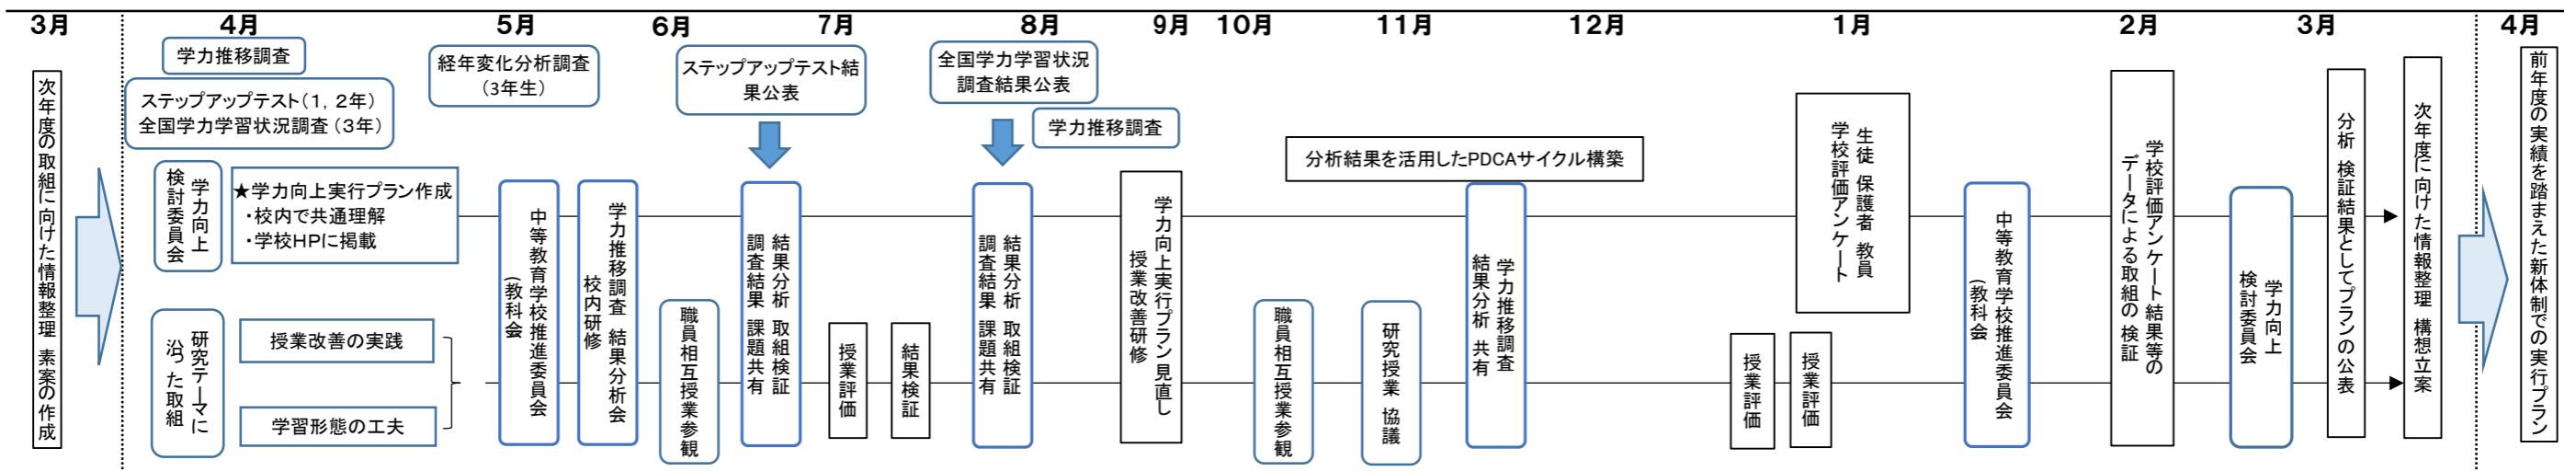 3月
4月
5月
6月
7月
8月
9月
10月
11月
12月
1月
2月
3月
4月
次年度の取組に向けた情報整理 素案の作成
学力推移調査
ステップアップテスト(1，2年)
全国学力学習状況調査(3年)
学力向上
検討委員会
★学力向上実行プラン作成
・校内で共通理解
・学校HPに掲載
研究テーマに
沿った取組
授業改善の実践
学習形態の工夫
経年変化分析調査
(3年生)
中等教育学校推進委員会
(教科会)
学力推移調査 結果分析会
校内研修
職員相互授業参観
ステップアップテスト結
果公表
結果分析 取組検証
調査結果 課題共有
授業評価
結果検証
全国学力学習状況
調査結果公表
学力推移調査
結果分析 取組検証
調査結果 課題共有
学力向上実行プラン見直し
授業改善研修
職員相互授業参観
分析結果を活用したPDCAサイクル構築
研究授業 協議
学力推移調査
結果分析 共有
授業評価
授業評価
生徒 保護者 教員
学校評価アンケート
中等教育学校推進委員会
(教科会)
学校評価アンケート結果等の
データによる取組の 検証
学力向上
検討委員会
分析 検証結果としてプランの公表
次年度に向けた情報整理 構想立案
前年度の実績を踏まえた新体制での実行プラン